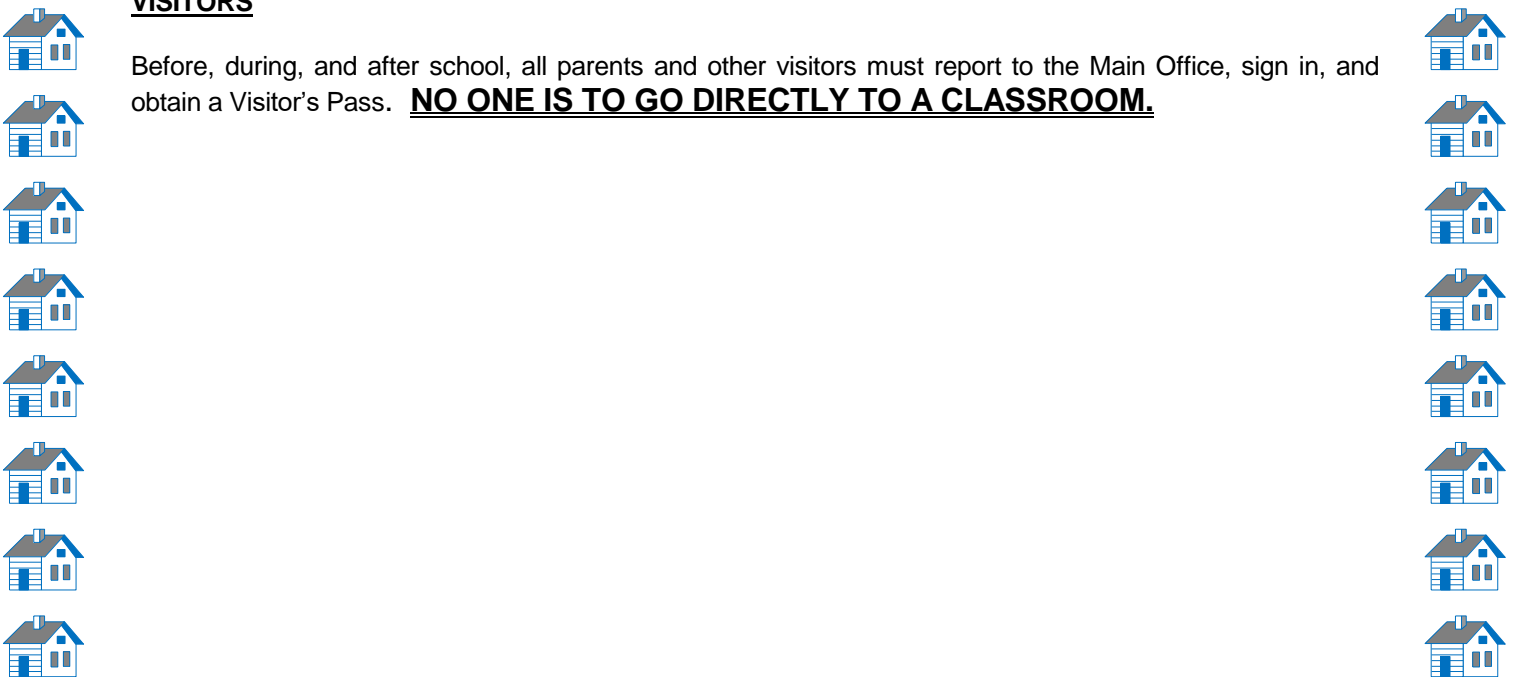 VISITORS
Before, during, and after school, all parents and other visitors must report to the Main Office, sign in, and
obtain a Visitor’s Pass. NO ONE IS TO GO DIRECTLY TO A CLASSROOM.